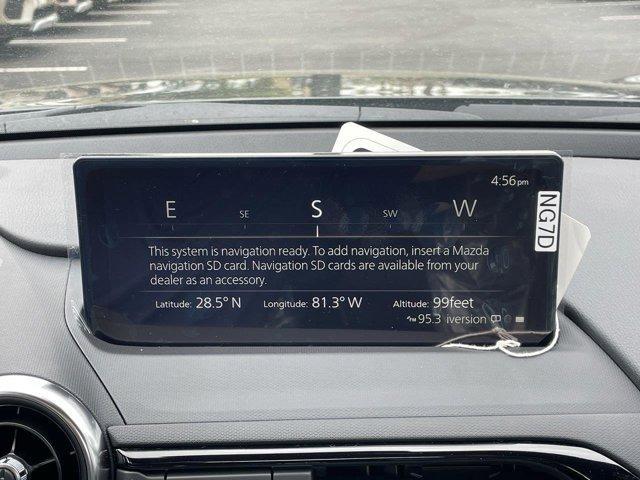 4:56pm
E SE S SW W
NG7D
This system is navigation ready. To add navigation, insert a Mazda
navigation SD card. Navigation SD cards are available from your
dealer as an accessory.
Latitude: 28.5° N Longitude: 81.3° W Altitude: 99feet
FM 95.3 iversion